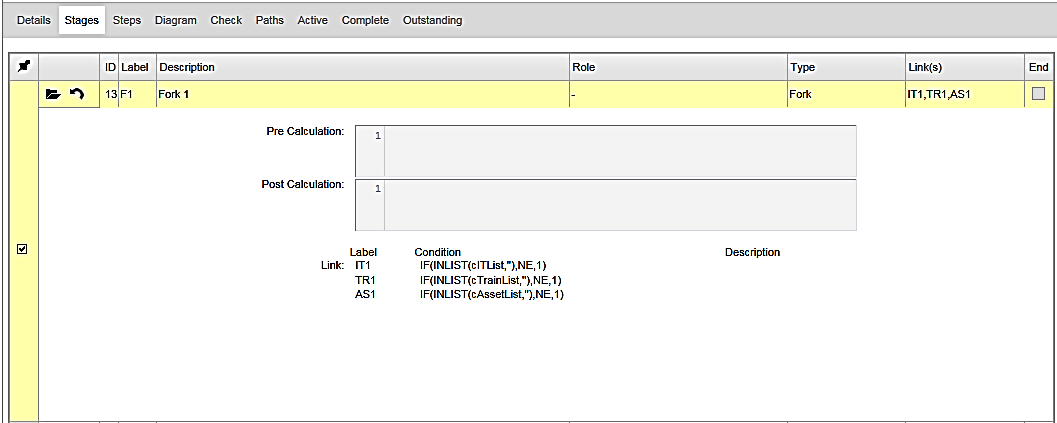 Details Stages Steps Diagram Check Paths Active Complete Outstanding
ID Label Description Role Type Link(s) End
13 F1 Fork 1 - Fork IT1,TR1,AS1
Pre Calculation: 1
Post Calculation: 1
Label Condition Description
Link: IT1 IF(INLIST(cITList,''),NE,1)
TR1 IF(INLIST(cTrainList,''),NE,1)
AS1 IF(INLIST(cAssetList,''),NE,1)